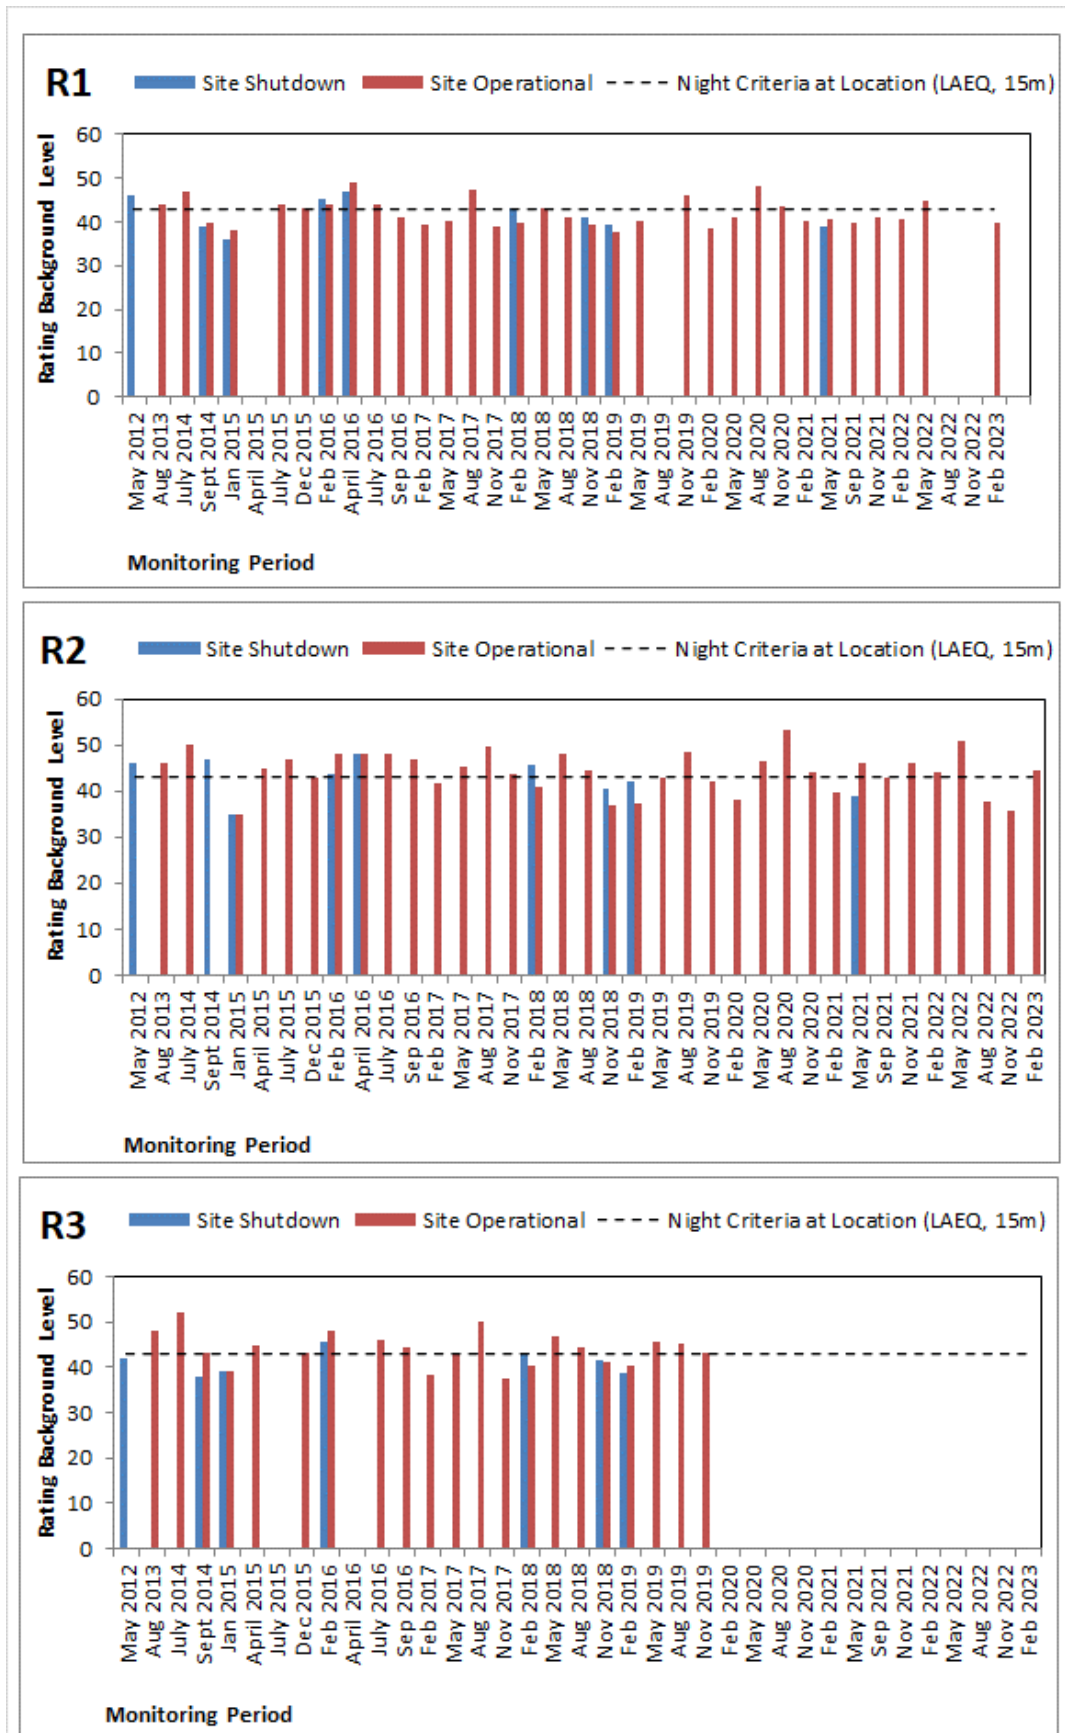 R1
Site Shutdown Site Operational Night Criteria at Location (LAEQ, 15m)
Rating Background Level
60
50
40
30
20
10
0
May 2012
Aug 2013
July 2014
Sept 2014
Jan 2015
April 2015
July 2015
Dec 2015
Feb 2016
April 2016
July 2016
Sep 2016
Feb 2017
May 2017
Aug 2017
Nov 2017
Feb 2018
May 2018
Aug 2018
Nov 2018
Feb 2019
May 2019
Aug 2019
Nov 2019
Feb 2020
May 2020
Aug 2020
Nov 2020
Feb 2021
May 2021
Sep 2021
Nov 2021
Feb 2022
May 2022
Aug 2022
Nov 2022
Feb 2023
Monitoring Period
R2
Site Shutdown Site Operational Night Criteria at Location (LAEQ, 15m)
Rating Background Level
60
50
40
30
20
10
0
May 2012
Aug 2013
July 2014
Sept 2014
Jan 2015
April 2015
July 2015
Dec 2015
Feb 2016
April 2016
July 2016
Sep 2016
Feb 2017
May 2017
Aug 2017
Nov 2017
Feb 2018
May 2018
Aug 2018
Nov 2018
Feb 2019
May 2019
Aug 2019
Nov 2019
Feb 2020
May 2020
Aug 2020
Nov 2020
Feb 2021
May 2021
Sep 2021
Nov 2021
Feb 2022
May 2022
Aug 2022
Nov 2022
Feb 2023
Monitoring Period
R3
Site Shutdown Site Operational Night Criteria at Location (LAEQ, 15m)
Rating Background Level
60
50
40
30
20
10
0
May 2012
Aug 2013
July 2014
Sept 2014
Jan 2015
April 2015
July 2015
Dec 2015
Feb 2016
April 2016
July 2016
Sep 2016
Feb 2017
May 2017
Aug 2017
Nov 2017
Feb 2018
May 2018
Aug 2018
Nov 2018
Feb 2019
May 2019
Aug 2019
Nov 2019
Feb 2020
May 2020
Aug 2020
Nov 2020
Feb 2021
May 2021
Sep 2021
Nov 2021
Feb 2022
May 2022
Aug 2022
Nov 2022
Feb 2023
Monitoring Period